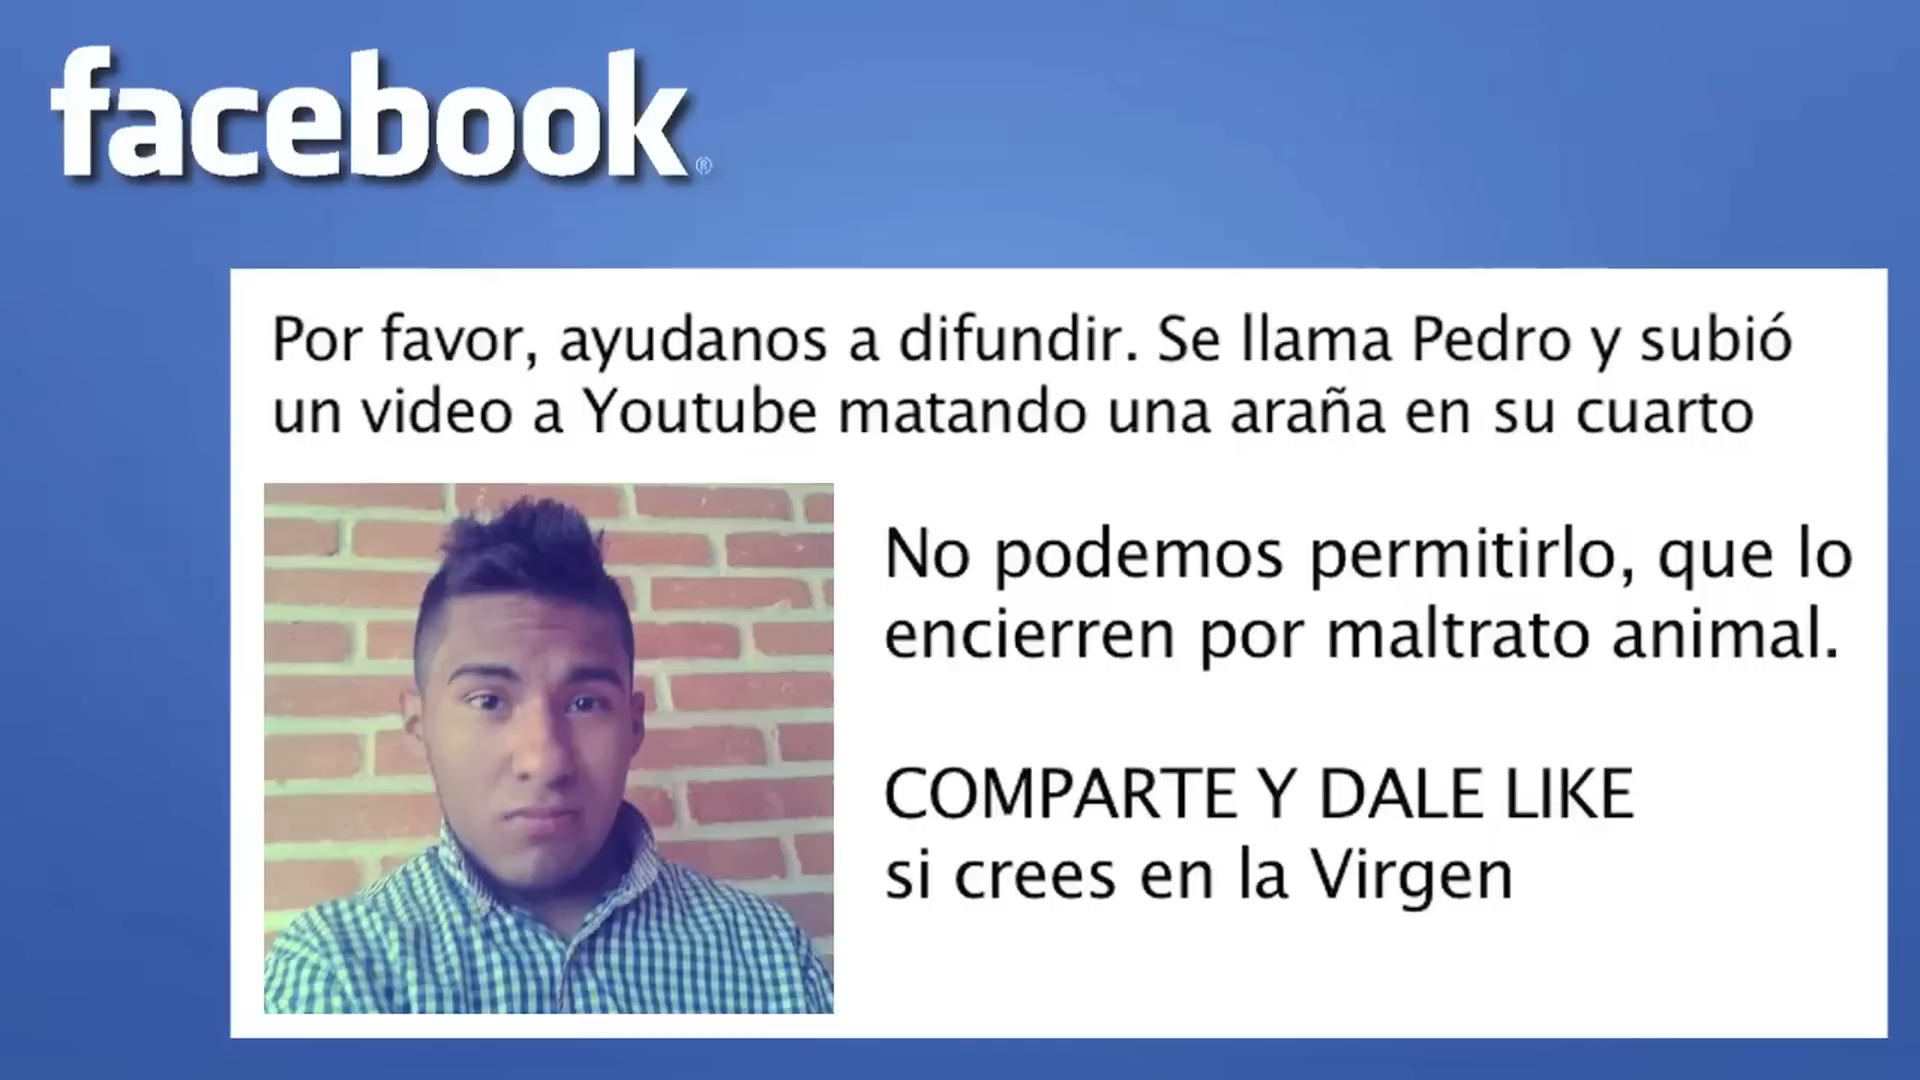 facebook®
Por favor, ayudanos a difundir. Se llama Pedro y subió
un video a Youtube matando una araña en su cuarto
No podemos permitirlo, que lo
encierren por maltrato animal.
COMPARTE Y DALE LIKE
si crees en la Virgen